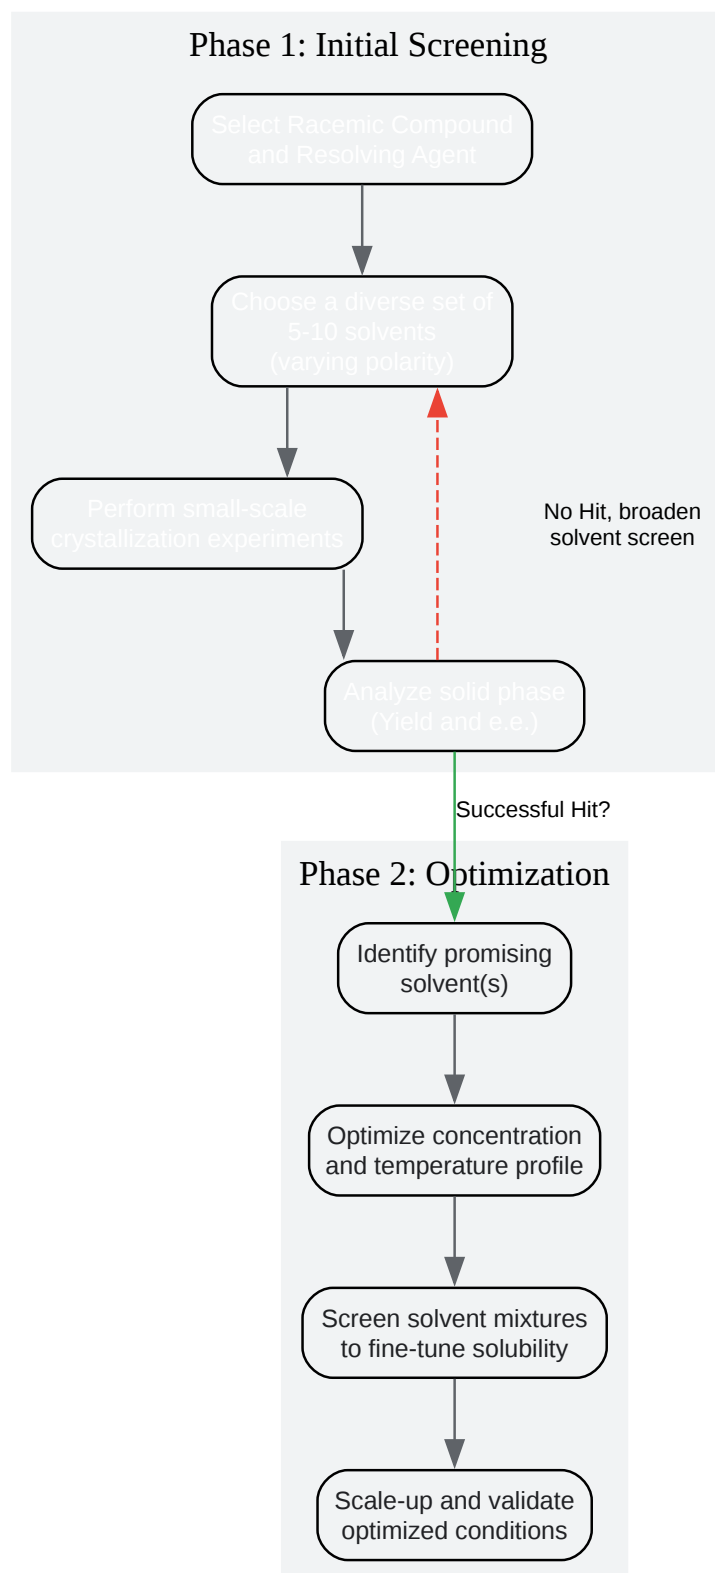 Phase 1: Initial Screening
Select Racemic Compound
and Resolving Agent
Choose a diverse set of
5-10 solvents
(varying polarity)
Perform small-scale
crystallization experiments
No Hit, broaden
solvent screen
Analyze solid phase
(Yield and e.e.)
Successful Hit?
Phase 2: Optimization
Identify promising
solvent(s)
Optimize concentration
and temperature profile
Screen solvent mixtures
to fine-tune solubility
Scale-up and validate
optimized conditions